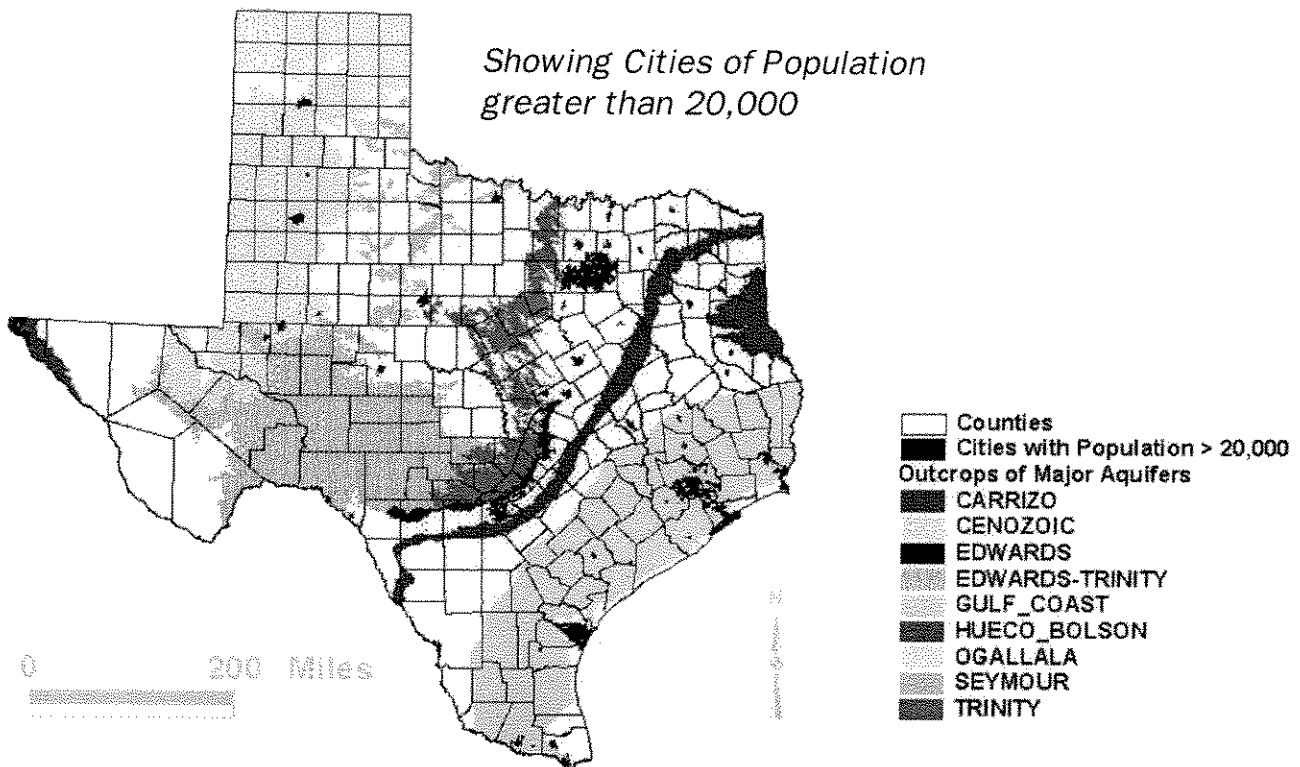 Showing Cities of Population
greater than 20,000
Counties
Cities with Population > 20,000
Outcrops of Major Aquifers
CARRIZO
CENOZOIC
EDWARDS
EDWARDS-TRINITY
GULF_COAST
HUECO_BOLSON
OGALLALA
SEYMOUR
TRINITY
0 200 Miles
N